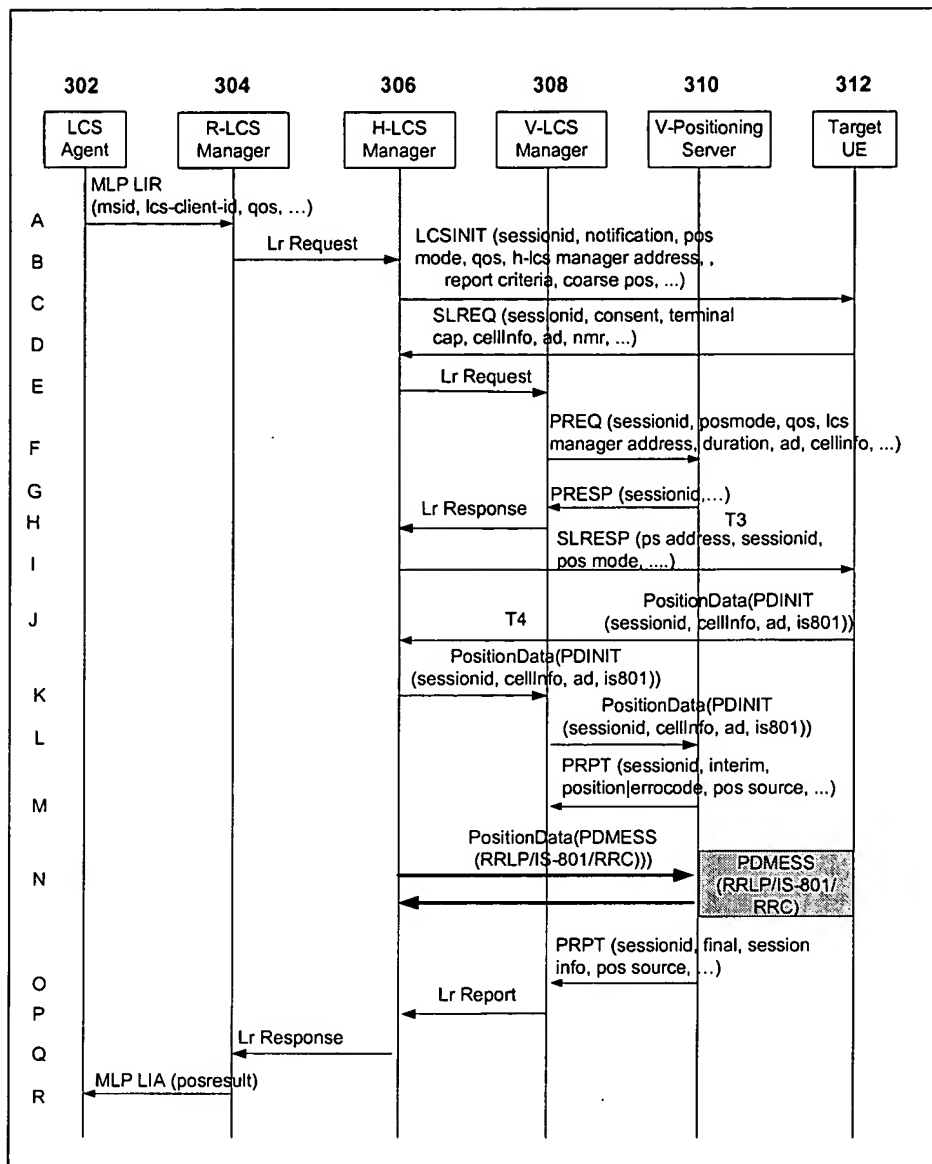 302 304 306 308 310 312
LCS R-LCS H-LCS V-LCS V-Positioning Target
Agent Manager Manager Manager Server UE
MLP LIR
(msid, lcs-client-id, qos, ...)
A
Lr Request
B
LCSINIT (sessionid, notification, pos
mode, qos, h-lcs manager address, ,
report criteria, coarse pos, ...)
C
SLREQ (sessionid, consent, terminal
cap, cellInfo, ad, nmr, ...)
D
Lr Request
E
PREQ (sessionid, posmode, qos, lcs
manager address, duration, ad, cellinfo, ...)
F
G
PRESP (sessionid,...)
Lr Response
H
T3
SLRESP (ps address, sessionid,
pos mode, ....)
I
PositionData(PDINIT
(sessionid, cellInfo, ad, is801))
J
T4
PositionData(PDINIT
(sessionid, cellInfo, ad, is801))
K
PositionData(PDINIT
(sessionid, cellInfo, ad, is801))
L
PRPT (sessionid, interim,
position|errocode, pos source, ...)
M
PositionData(PDMESS
(RRLP/IS-801/RRC)))
N
PDMESS
(RRLP/IS-801/
RRC)
PRPT (sessionid, final, session
info, pos source, ...)
O
Lr Report
P
Lr Response
Q
MLP LIA (posresult)
R